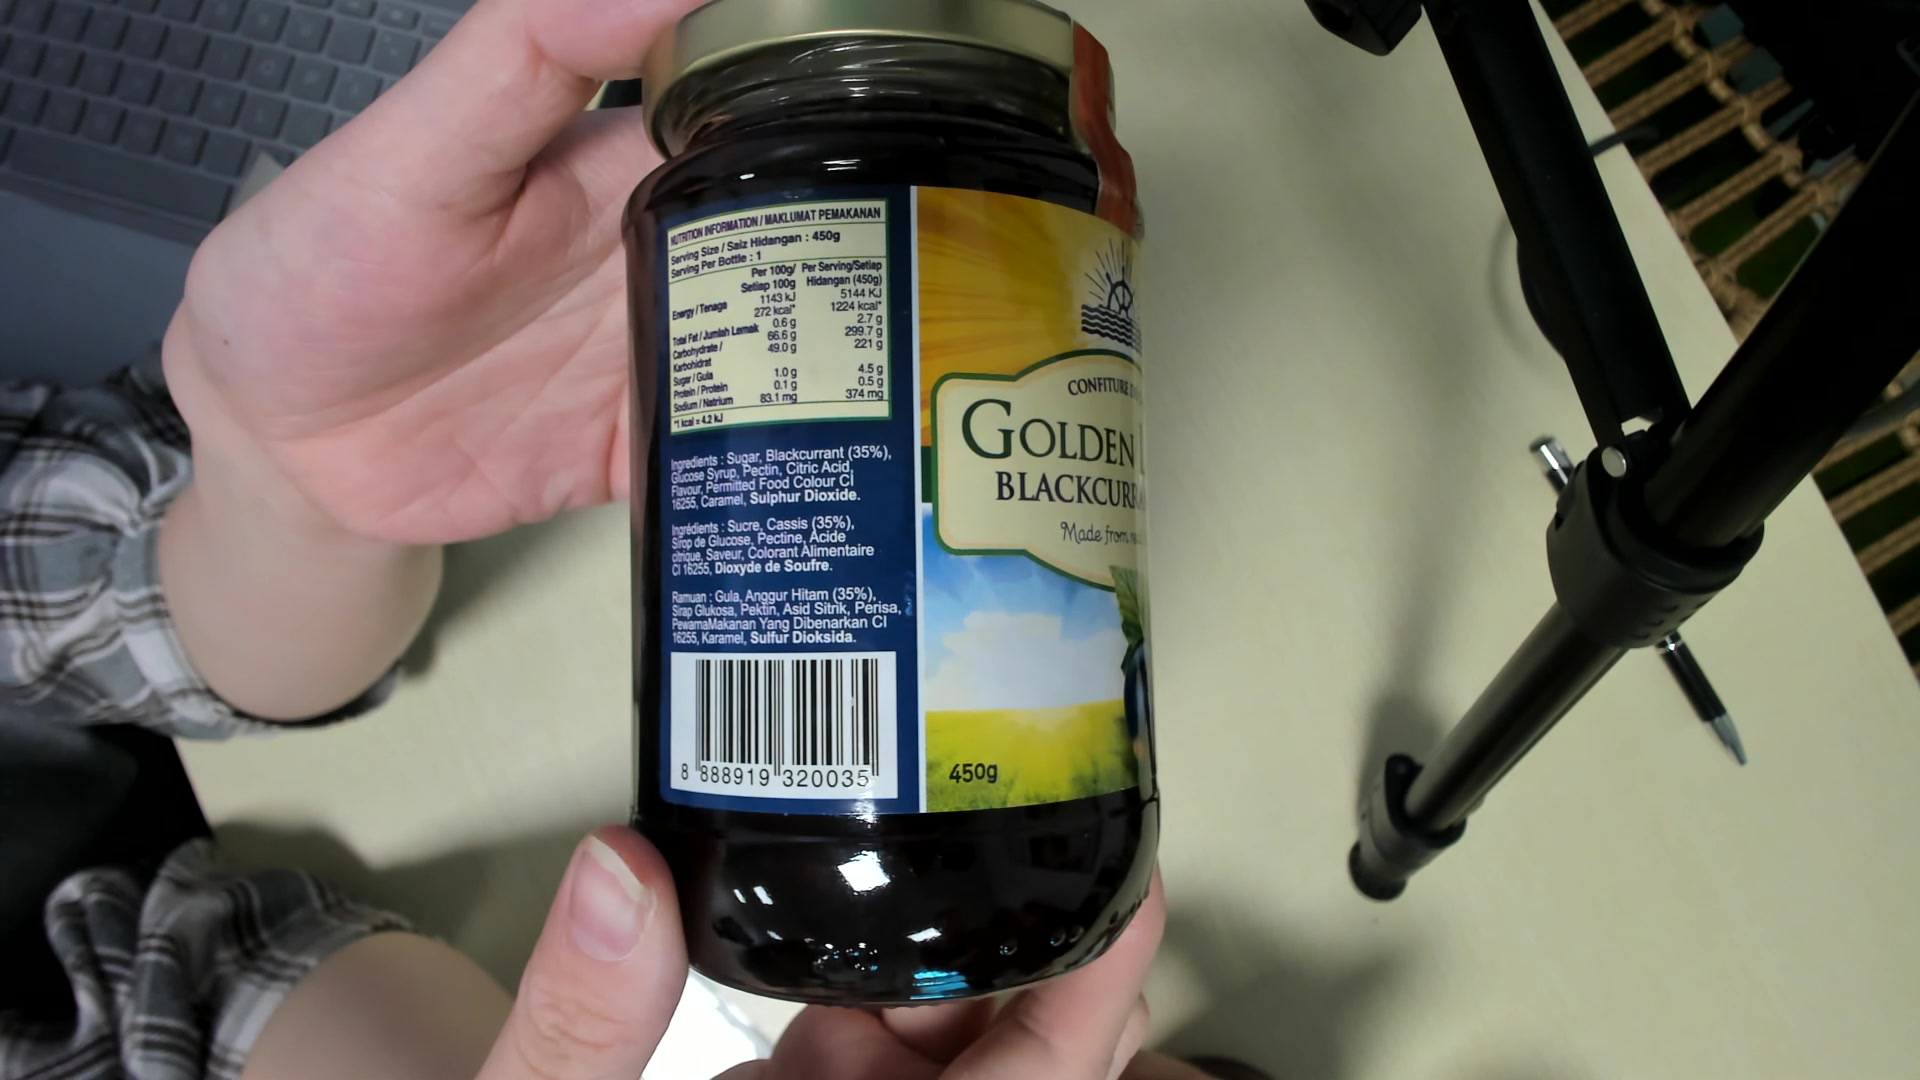 NUTRITION INFORMATION / MAKLUMAT PEMAKANAN
Serving Size / Saiz Hidangan : 450g
Serving Per Bottle : 1
Per 100g/ Per Serving/Setiap
Setiap 100g Hidangan (450g)
Energy / Tenaga 1143 kJ 5144 KJ
272 kcal* 1224 kcal*
Total Fat / Jumlah Lemak 0.6 g 2.7 g
Carbohydrate / 66.6 g 299.7 g
Karbohidrat
Sugar / Gula 49.0 g 221 g
Protein / Protein 1.0 g 4.5 g
0.1 g 0.5 g
Sodium / Natrium 83.1 mg 374 mg
*1 kcal = 4.2 kJ
Ingredients : Sugar, Blackcurrant (35%),
Glucose Syrup, Pectin, Citric Acid,
Flavour, Permitted Food Colour CI
16255, Caramel, Sulphur Dioxide.
Ingrédients : Sucre, Cassis (35%),
Sirop de Glucose, Pectine, Acide
citrique, Saveur, Colorant Alimentaire
CI 16255, Dioxyde de Soufre.
Ramuan : Gula, Anggur Hitam (35%),
Sirap Glukosa, Pektin, Asid Sitrik, Perisa,
PewarnaMakanan Yang Dibenarkan CI
16255, Karamel, Sulfur Dioksida.
8 888919 320035
CONFITURE
GOLDEN
BLACKCURR
Made from
450g